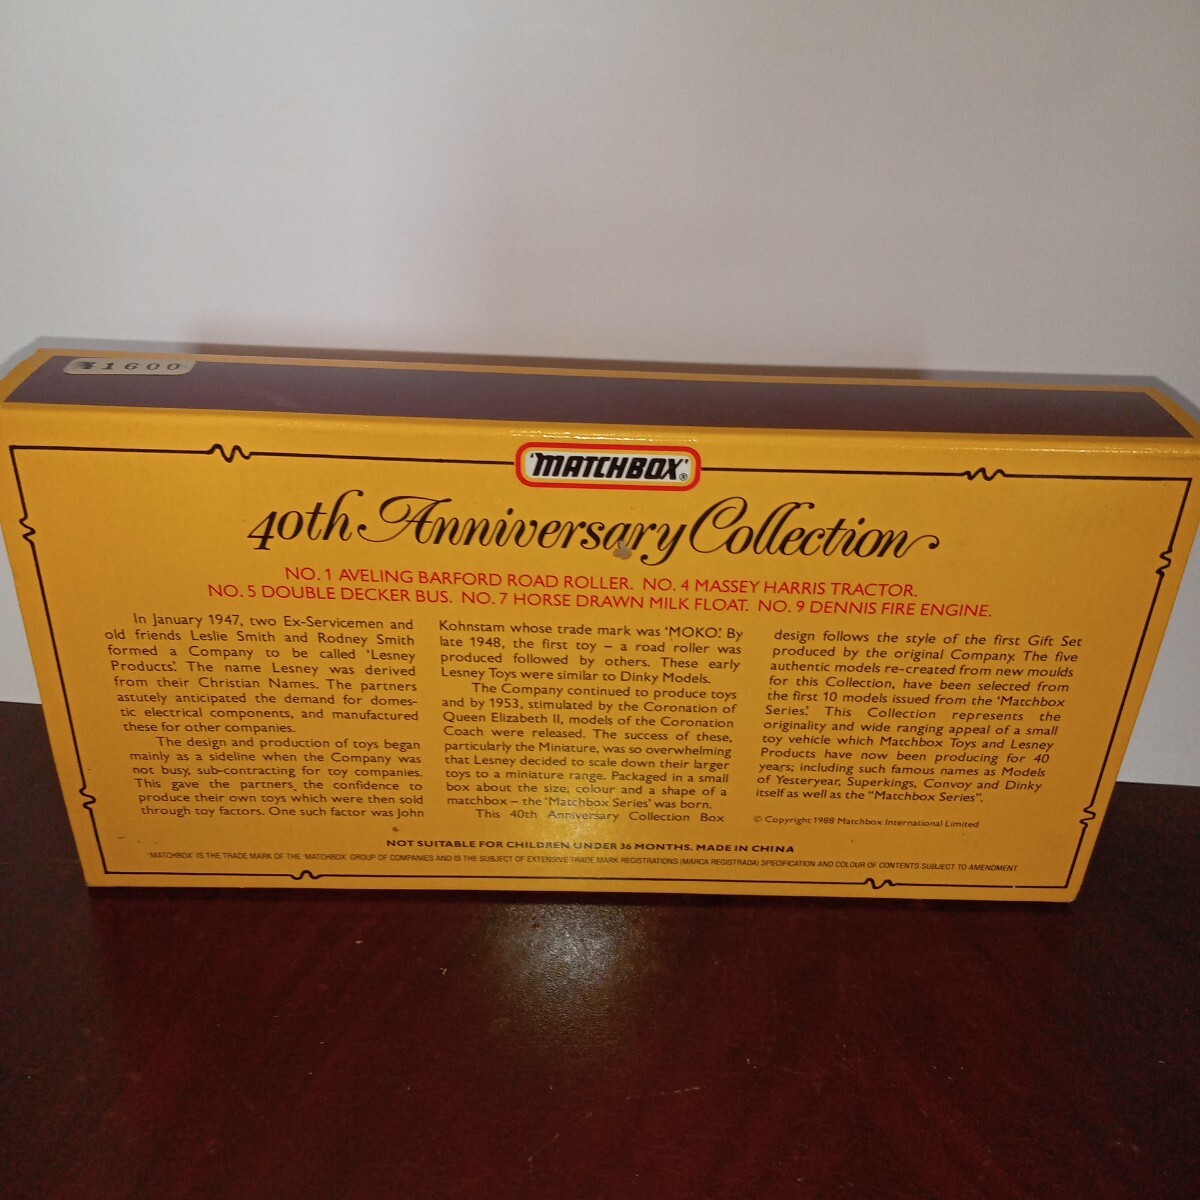 ¥1600
'MATCHBOX'®
40th Anniversary Collection
NO. 1 AVELING BARFORD ROAD ROLLER. NO. 4 MASSEY HARRIS TRACTOR.
NO. 5 DOUBLE DECKER BUS. NO. 7 HORSE DRAWN MILK FLOAT. NO. 9 DENNIS FIRE ENGINE.
In January 1947, two Ex-Servicemen and
old friends Leslie Smith and Rodney Smith
formed a Company to be called 'Lesney
Products'. The name Lesney was derived
from their Christian Names. The partners
astutely anticipated the demand for domes-
tic electrical components, and manufactured
these for other companies.
The design and production of toys began
mainly as a sideline when the Company was
not busy, sub-contracting for toy companies.
This gave the partners the confidence to
produce their own toys which were then sold
through toy factors. One such factor was John
Kohnstam whose trade mark was 'MOKO'. By
late 1948, the first toy – a road roller was
produced followed by others. These early
Lesney Toys were similar to Dinky Models.
The Company continued to produce toys
and by 1953, stimulated by the Coronation of
Queen Elizabeth II, models of the Coronation
Coach were released. The success of these,
particularly the Miniature, was so overwhelming
that Lesney decided to scale down their larger
toys to a miniature range. Packaged in a small
box about the size, colour and a shape of a
matchbox – the 'Matchbox Series' was born.
This 40th Anniversary Collection Box
design follows the style of the first Gift Set
produced by the original Company. The five
authentic models re-created from new moulds
for this Collection, have been selected from
the first 10 models issued from the 'Matchbox
Series'. This Collection represents the
originality and wide ranging appeal of a small
toy vehicle which Matchbox Toys and Lesney
Products have now been producing for 40
years; including such famous names as Models
of Yesteryear, Superkings, Convoy and Dinky
itself as well as the "Matchbox Series".
© Copyright 1988 Matchbox International Limited
NOT SUITABLE FOR CHILDREN UNDER 36 MONTHS. MADE IN CHINA
'MATCHBOX' IS THE TRADE MARK OF THE 'MATCHBOX' GROUP OF COMPANIES AND IS THE SUBJECT OF EXTENSIVE TRADE MARK REGISTRATIONS (MARCA REGISTRADA) SPECIFICATION AND COLOUR OF CONTENTS SUBJECT TO AMENDMENT